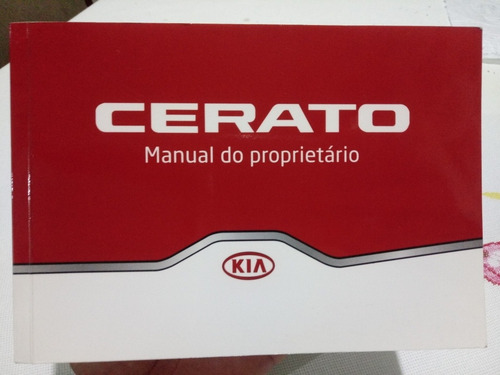 CERATO
Manual do proprietário
KIA